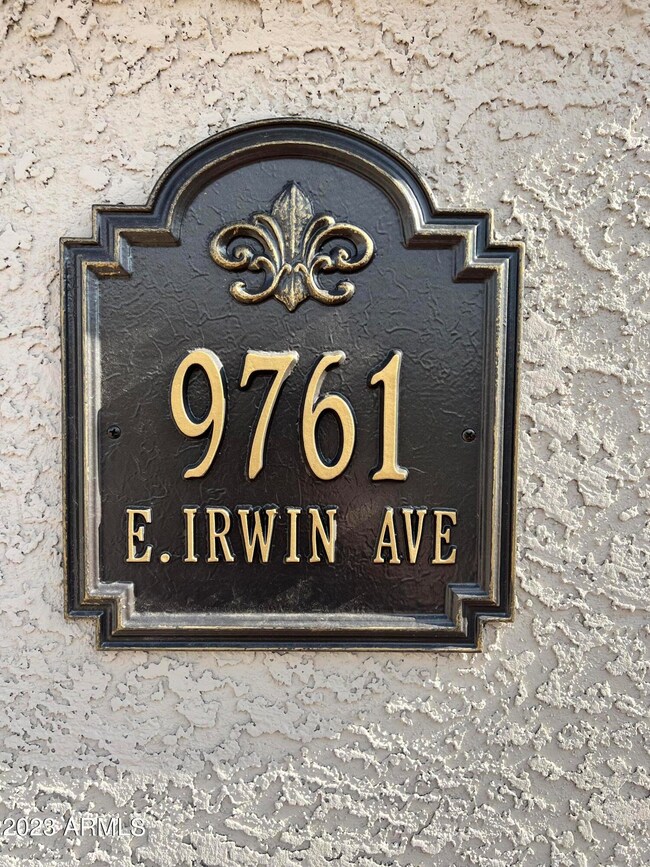 9761
E. IRWIN AVE
2023 ARMLS